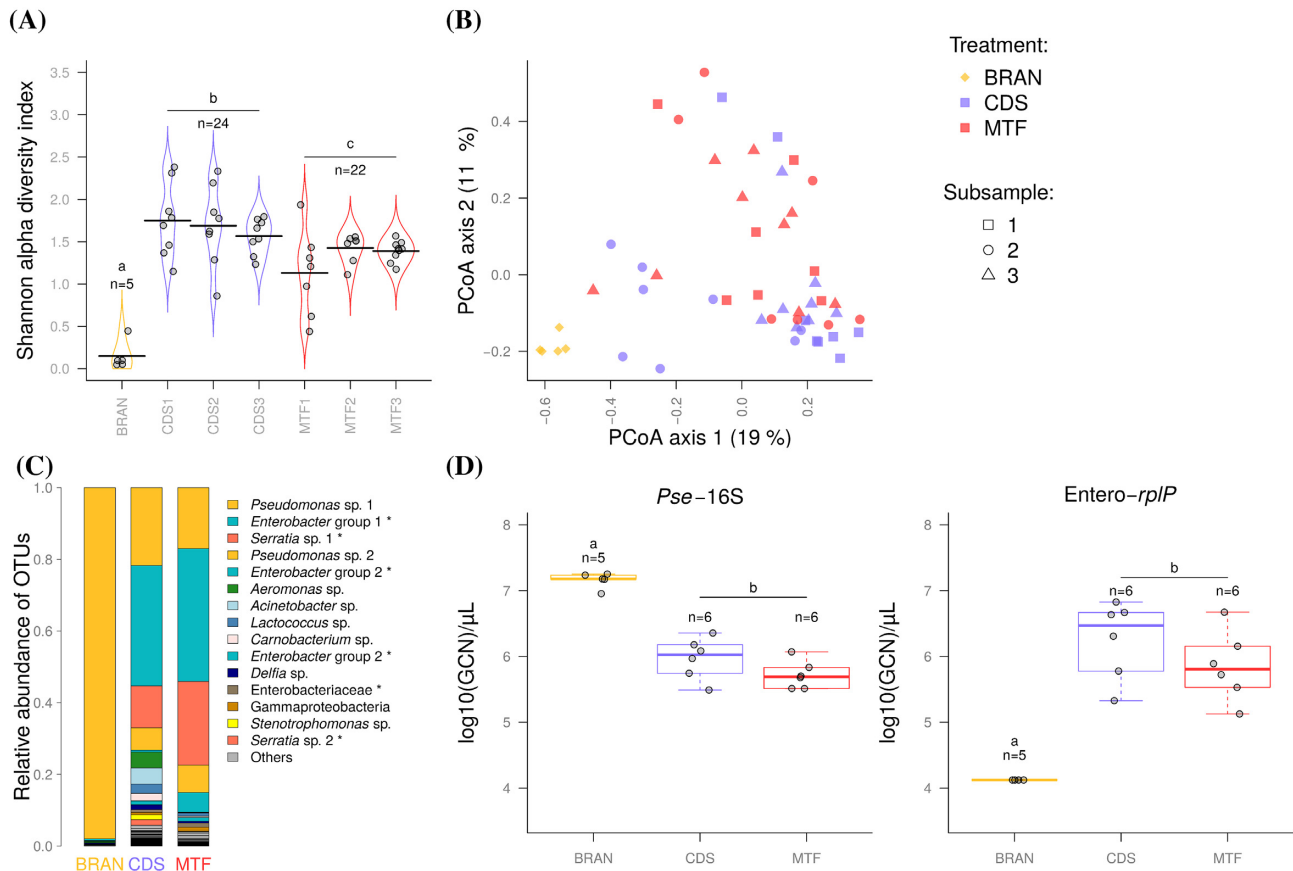 (A)
Shannon alpha diversity index
3.5
3.0
2.5
2.0
1.5
1.0
0.5
0.0
a
n=5
b
n=24
c
n=22
BRAN
CDS1
CDS2
CDS3
MTF1
MTF2
MTF3
(B)
PCoA axis 2 (11 %)
0.4
0.2
0.0
−0.2
−0.6
−0.4
−0.2
0.0
0.2
PCoA axis 1 (19 %)
Treatment:
BRAN
CDS
MTF
Subsample:
1
2
3
(C)
Relative abundance of OTUs
1.0
0.8
0.6
0.4
0.2
0.0
BRAN CDS MTF
Pseudomonas sp. 1
Enterobacter group 1 *
Serratia sp. 1 *
Pseudomonas sp. 2
Enterobacter group 2 *
Aeromonas sp.
Acinetobacter sp.
Lactococcus sp.
Carnobacterium sp.
Enterobacter group 2 *
Delfia sp.
Enterobacteriaceae *
Gammaproteobacteria
Stenotrophomonas sp.
Serratia sp. 2 *
Others
(D)
Pse−16S
log10(GCN)/µL
8
7
6
5
4
a
n=5
b
n=6
n=6
BRAN
CDS
MTF
Entero−rplP
log10(GCN)/µL
8
7
6
5
4
a
n=5
b
n=6
n=6
BRAN
CDS
MTF